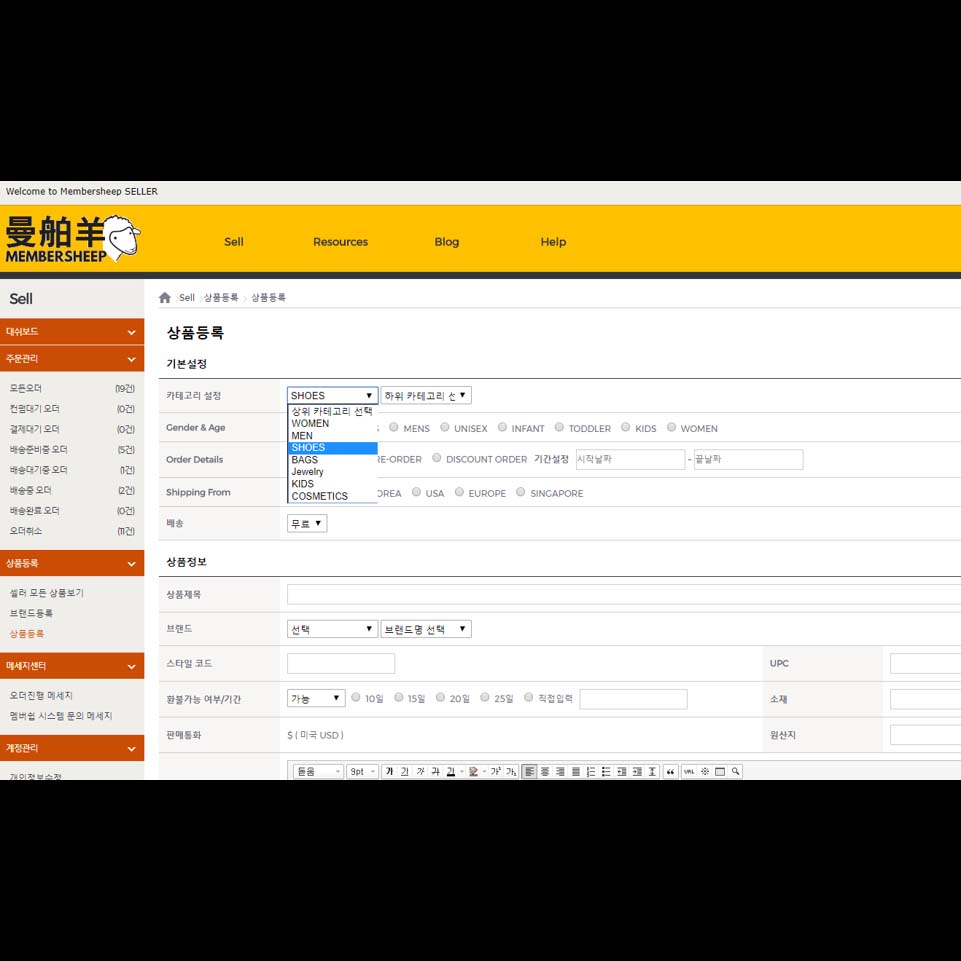 Welcome to Membersheep SELLER
曼舶羊
MEMBERSHEEP
Sell Resources Blog Help
Sell
대쉬보드
주문관리
모든오더 (19건)
컨펌대기 오더 (0건)
결제대기 오더 (0건)
배송준비중 오더 (5건)
배송대기중 오더 (1건)
배송중 오더 (2건)
배송완료 오더 (0건)
오더취소 (11건)
상품등록
셀러 모든 상품보기
브랜드등록
상품등록
메세지센터
오더진행 메세지
멤버쉽 시스템 문의 메세지
계정관리
개인정보수정
Sell > 상품등록 > 상품등록
상품등록
기본설정
카테고리 설정 SHOES ▼ 하위 카테고리 선 ▼
상위 카테고리 선택
WOMEN
MEN
SHOES
BAGS
Jewelry
KIDS
COSMETICS
Gender & Age S MENS UNISEX INFANT TODDLER KIDS WOMEN
Order Details RE-ORDER DISCOUNT ORDER 기간설정 시작날짜 - 끝날짜
Shipping From OREA USA EUROPE SINGAPORE
배송 무료 ▼
상품정보
상품제목
브랜드 선택 ▼ 브랜드명 선택 ▼
스타일 코드 UPC
환불가능 여부/기간 가능 ▼ 10일 15일 20일 25일 직접입력 소재
판매통화 $ ( 미국 USD ) 원산지
돋움 9pt 가 가 가 가 가 가 가¹ 가₁ URL